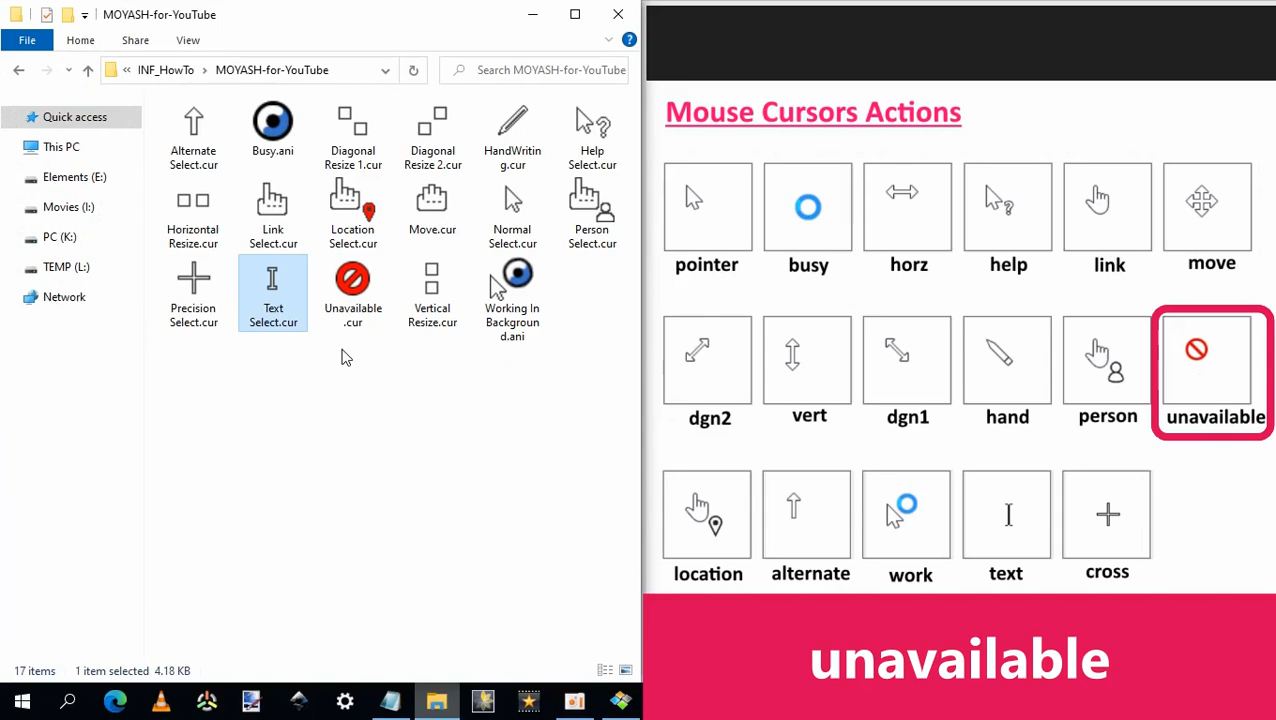 MOYASH-for-YouTube
File Home Share View
« INF_HowTo > MOYASH-for-YouTube
Search MOYASH-for-YouTube
Quick access
This PC
Elements (E:)
Movies (I:)
PC (K:)
TEMP (L:)
Network
Alternate
Select.cur
Busy.ani
Diagonal
Resize 1.cur
Diagonal
Resize 2.cur
HandWritin
g.cur
Help
Select.cur
Horizontal
Resize.cur
Link
Select.cur
Location
Select.cur
Move.cur
Normal
Select.cur
Person
Select.cur
Precision
Select.cur
Text
Select.cur
Unavailable
.cur
Vertical
Resize.cur
Working In
Backgroun
d.ani
17 items 1 item selected 4.18 KB
Mouse Cursors Actions
pointer busy horz help link move
dgn2 vert dgn1 hand person unavailable
location alternate work text cross
unavailable